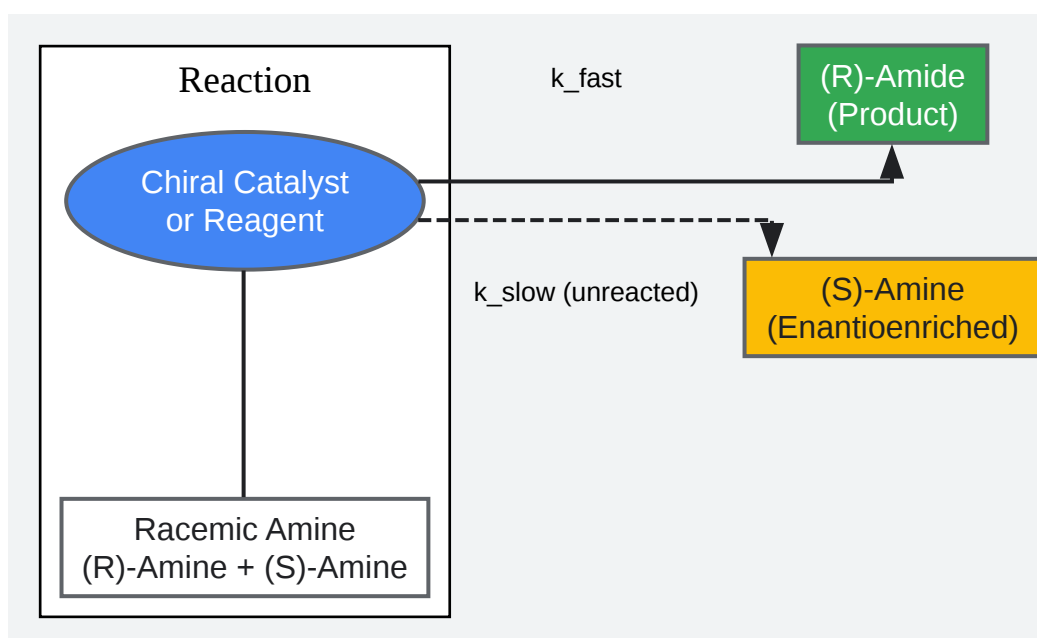 Reaction
Chiral Catalyst
or Reagent
Racemic Amine
(R)-Amine + (S)-Amine
k_fast
(R)-Amide
(Product)
k_slow (unreacted)
(S)-Amine
(Enantioenriched)